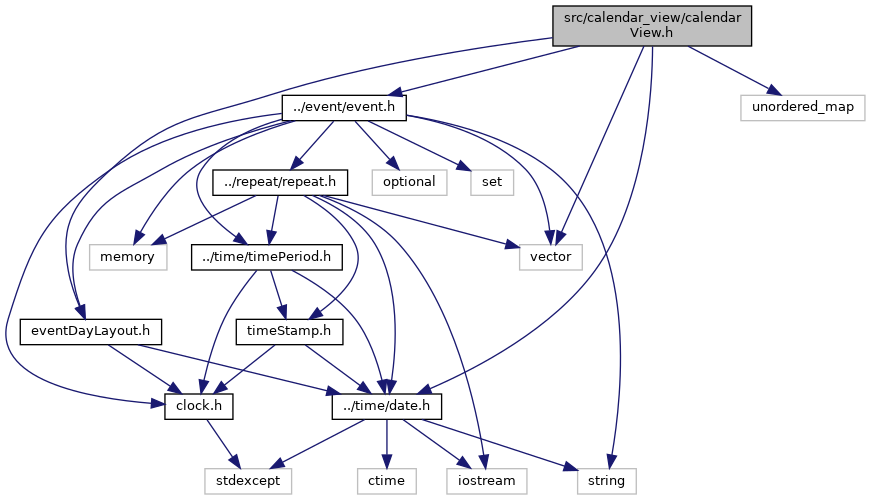 src/calendar_view/calendar
View.h
../event/event.h
unordered_map
../repeat/repeat.h
optional
set
memory
../time/timePeriod.h
vector
eventDayLayout.h
timeStamp.h
clock.h
../time/date.h
stdexcept
ctime
iostream
string